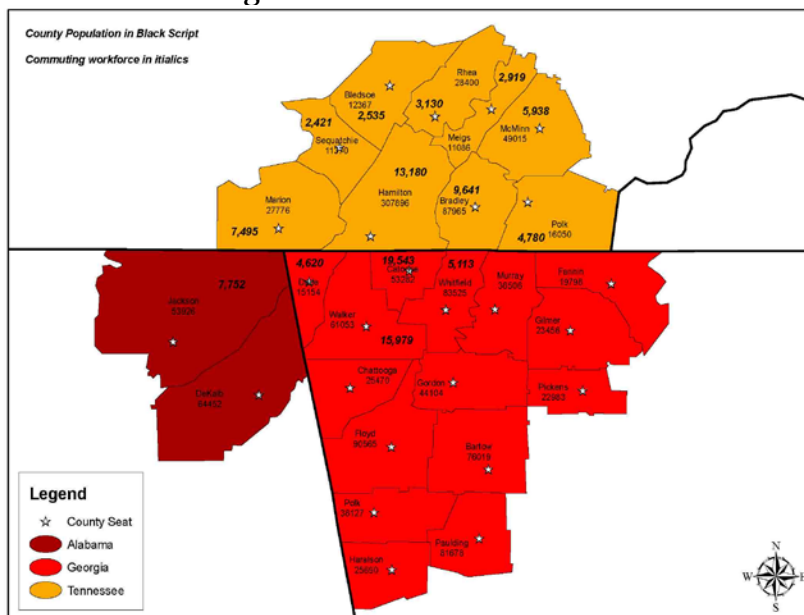 County Population in Black Script
Commuting workforce in itialics
Rhea
28400
2,919
Bledsoe
12367
3,130
5,938
2,535
McMinn
49015
2,421
Sequatchie
Meigs
11086
13,180
Hamilton
307896
9,641
Bradley
87965
Marion
27776
7,495
Polk
16050
4,780
7,752
Jackson
4,620
15154
19,543
5,113
Whitfield
83525
Murray
36506
Fannin
19798
Walker
61053
15,979
Gilmer
23456
Chattooga
25470
Gordon
44104
Pickens
22983
DeKalb
64452
Floyd
90565
Bartow
76019
Polk
38127
Paulding
81678
Haralson
25690
Legend
County Seat
Alabama
Georgia
Tennessee
N
W
E
S